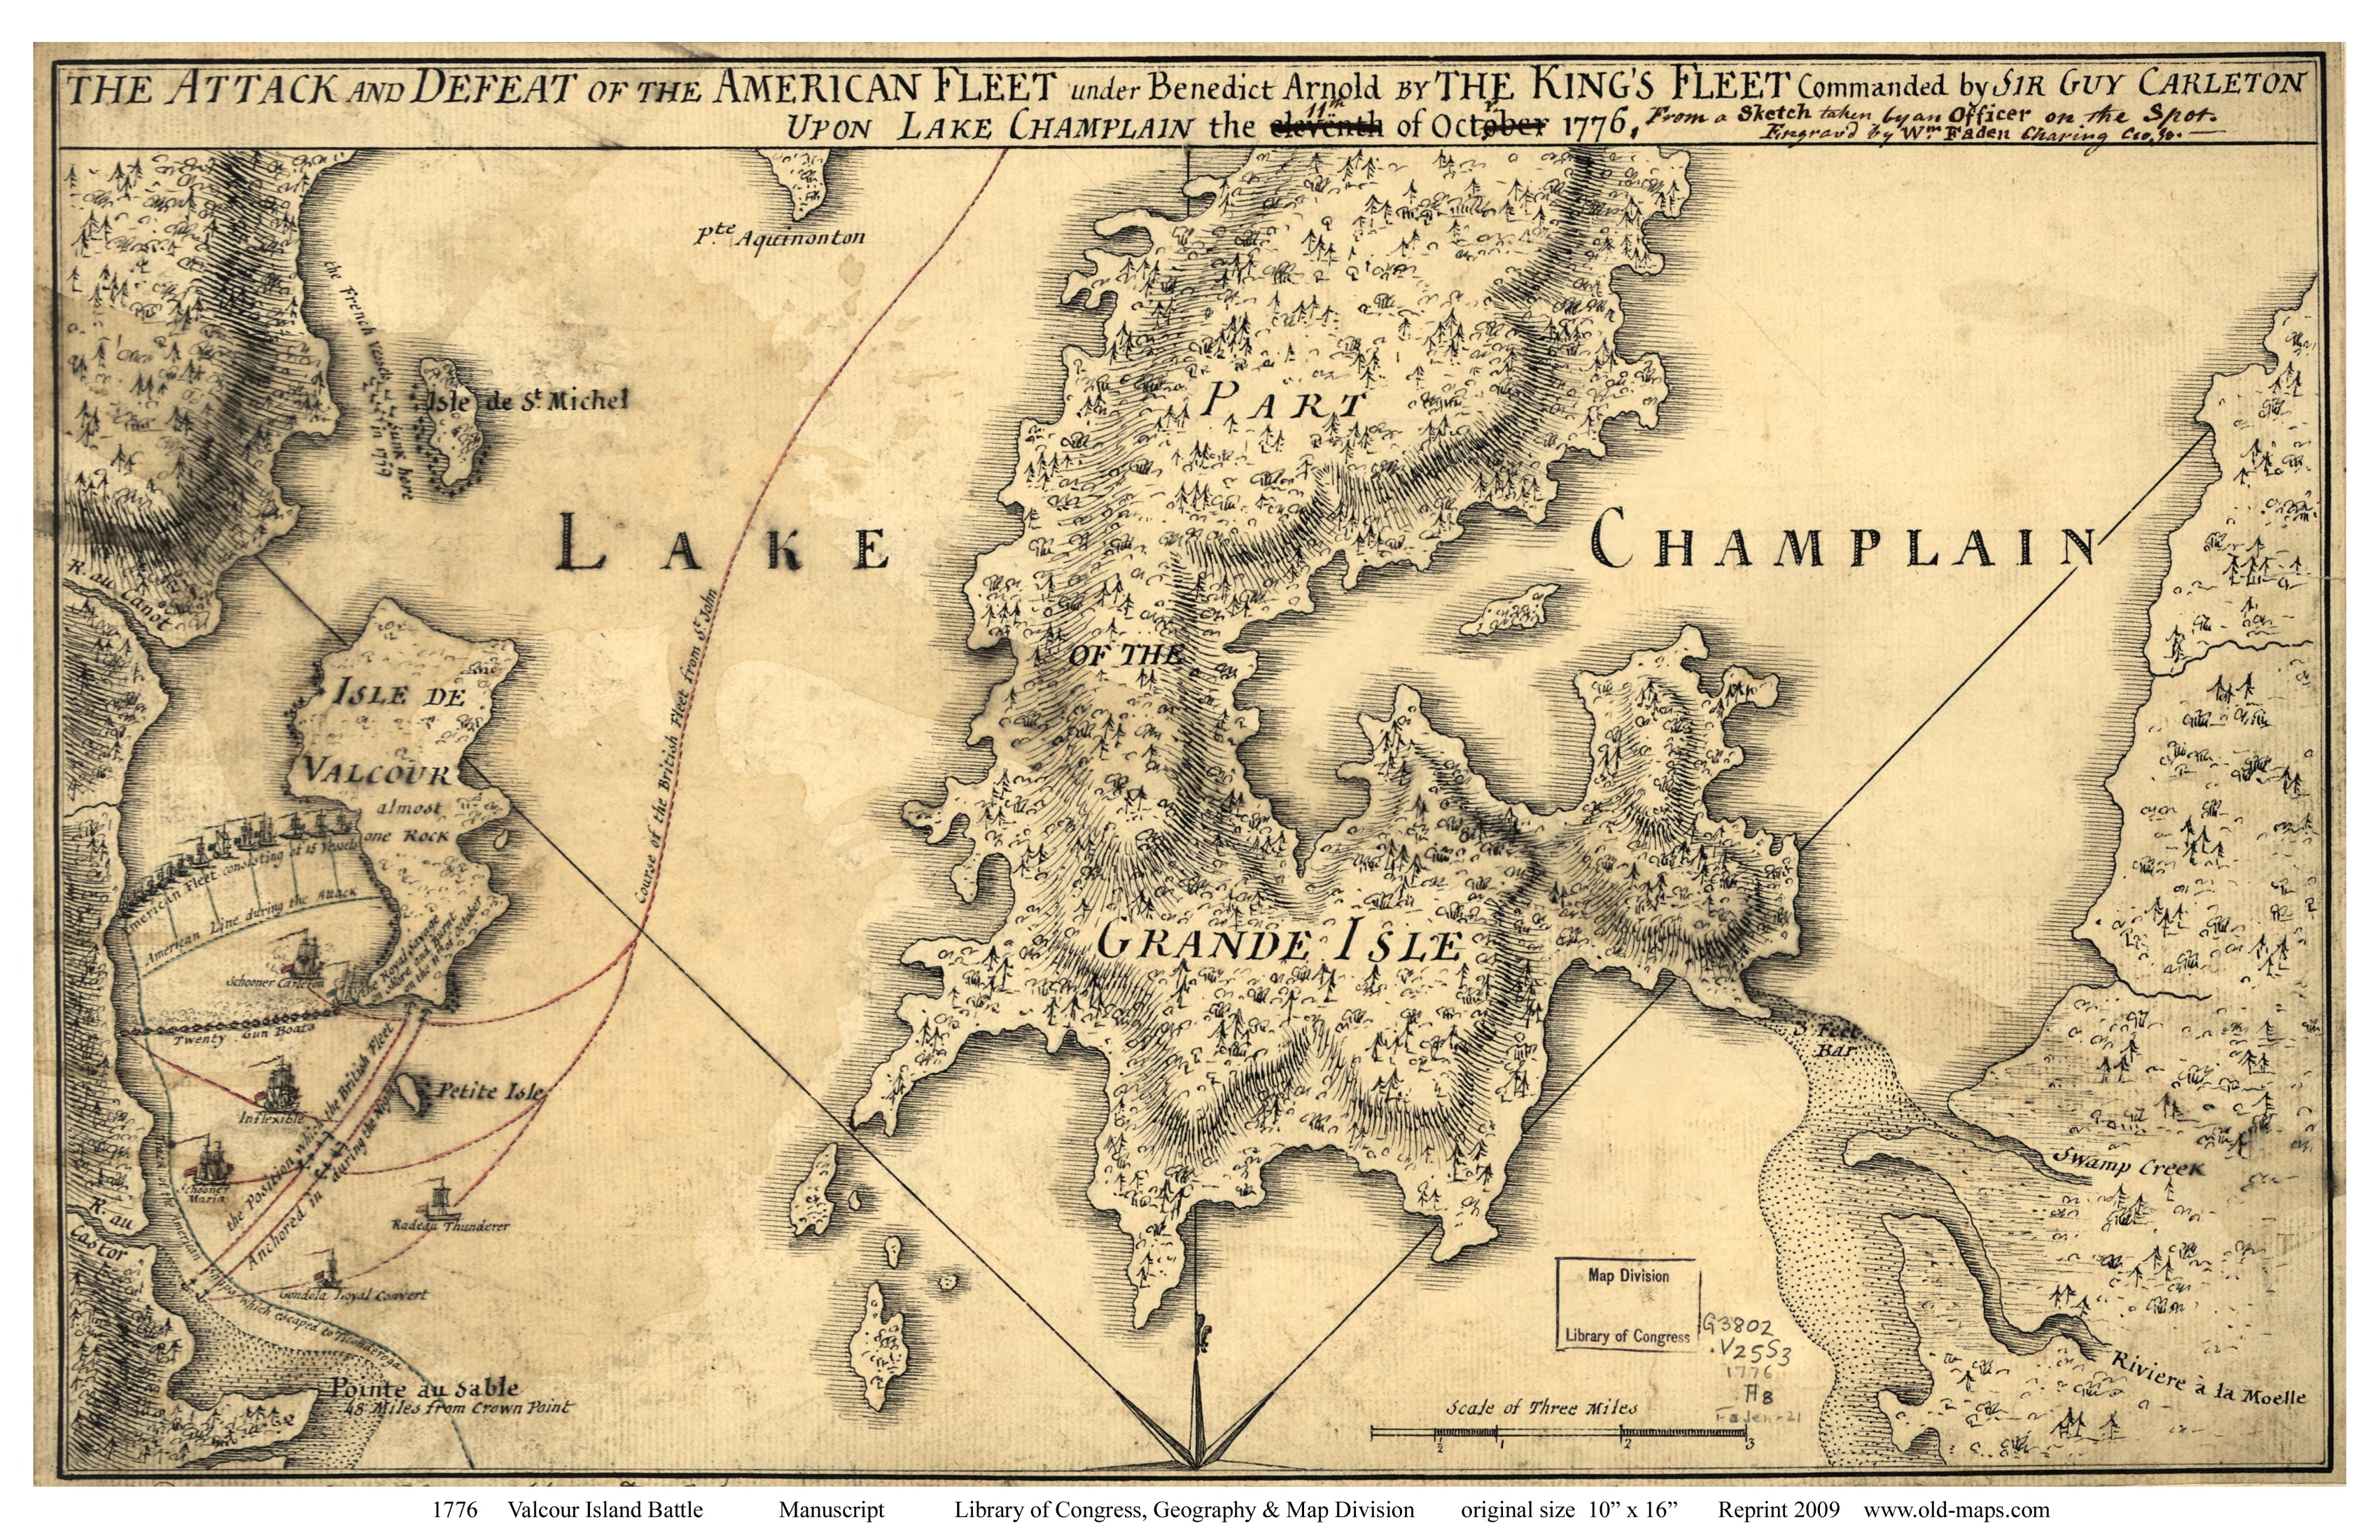 THE ATTACK AND DEFEAT OF THE AMERICAN FLEET under Benedict Arnold BY THE KING'S FLEET Commanded by SIR GUY CARLETON
UPON LAKE CHAMPLAIN the eleventh 11th of October 1776. From a Sketch taken by an Officer on the Spot.
Engrav'd by Wm Faden Charing Cross.
Pte Aquinonton
the French Vessels
were Sunk here
in 1759
Isle de St. Michel
LAKE
CHAMPLAIN
PART
OF THE
GRANDE ISLE
R. au
Canot
ISLE DE
VALCOUR
almost
one ROCK
American Fleet consisting of 15 Vessels
American Line during the Attack
the Royal Savage
on Shore and Burnt
on the 11 of October
Schooner Carleton
Twenty Gun Boats
Course of the British Fleet from St. John
Inflexible
Petite Isle
the Position which the British Fleet
Anchored in during the Night
Schooner
Maria
Radeau Thunderer
R. au
Castor
Gondola Loyal Convert
of the American Ships which escaped to Ticonderoga
Pointe au Sable
48 Miles from Crown Point
5 Feet
Bar
Swamp Creek
Riviere à la Moelle
Map Division
Library of Congress
G3802
.V25S3
1776
.H8
Faden-21
Scale of Three Miles
½ 1 2 3
1776 Valcour Island Battle Manuscript Library of Congress, Geography & Map Division original size 10” x 16” Reprint 2009 www.old-maps.com